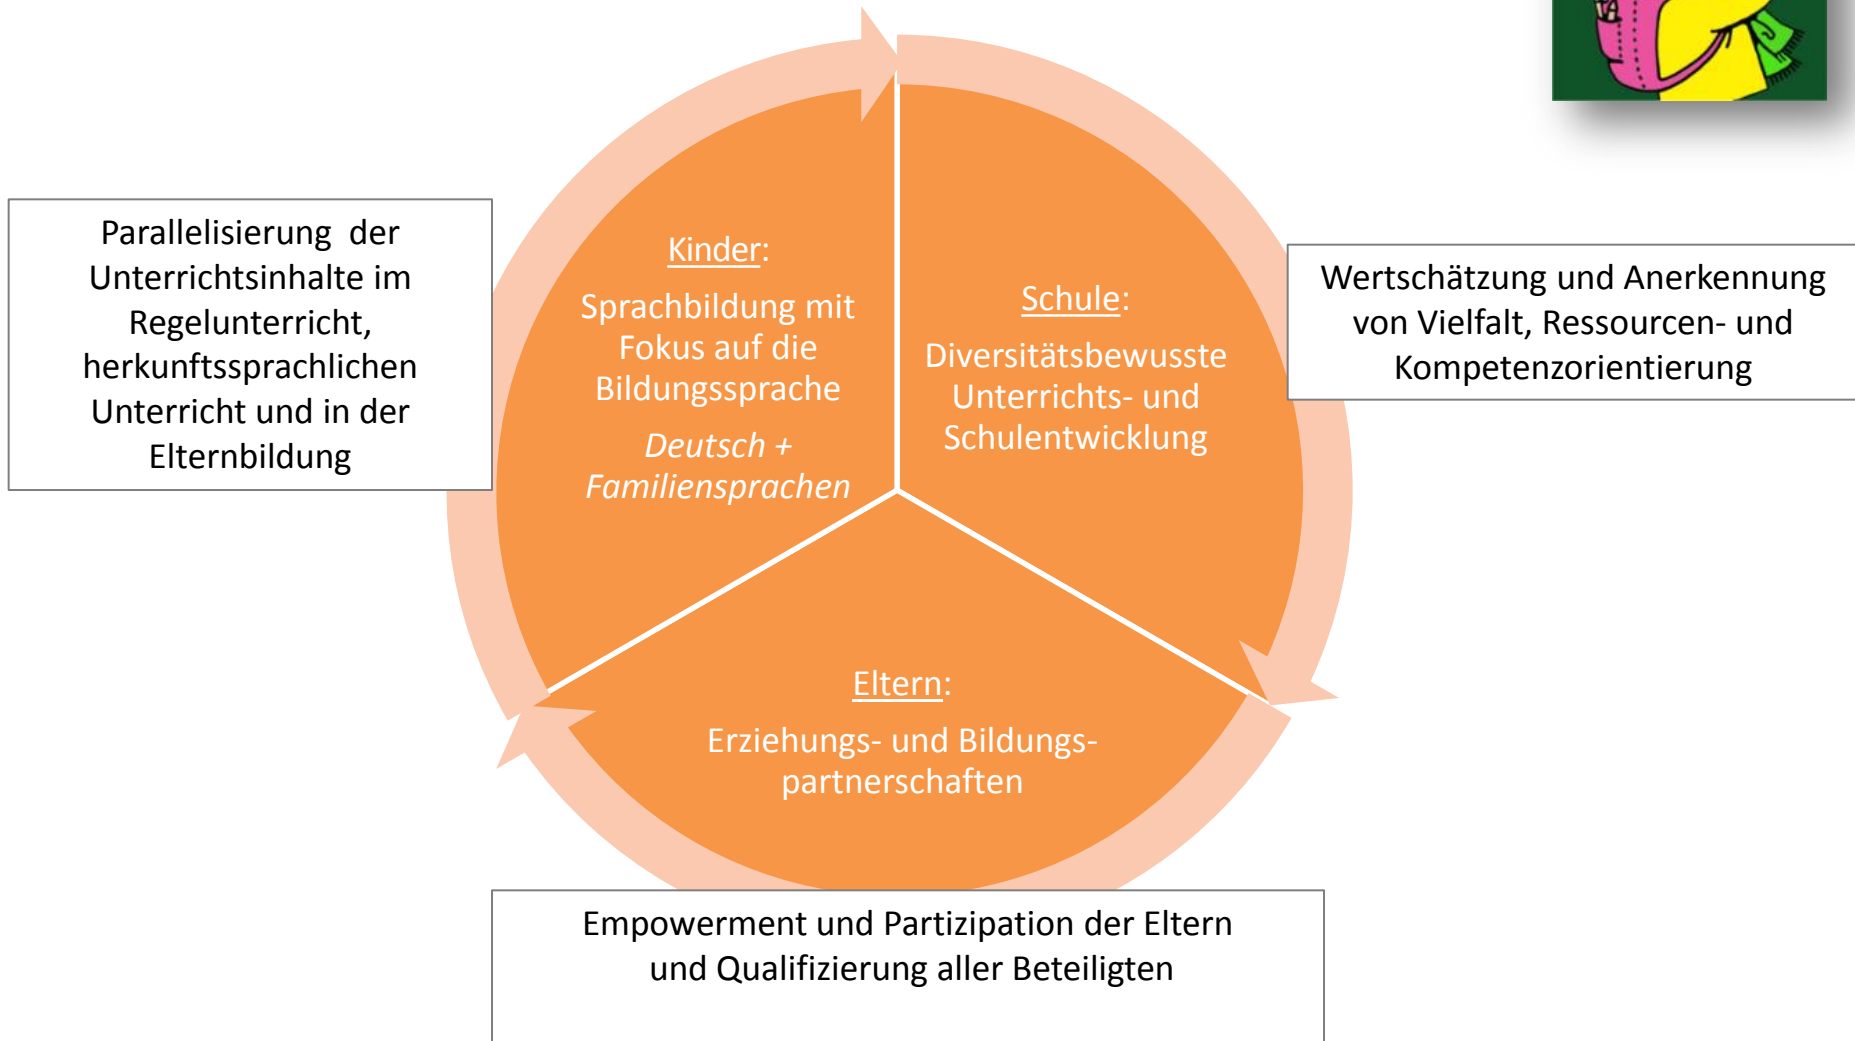 Parallelisierung der
Unterrichtsinhalte im
Regelunterricht,
herkunftssprachlichen
Unterricht und in der
Elternbildung
Kinder:
Sprachbildung mit
Fokus auf die
Bildungssprache
Deutsch +
Familiensprachen
Schule:
Diversitätsbewusste
Unterrichts- und
Schulentwicklung
Wertschätzung und Anerkennung
von Vielfalt, Ressourcen- und
Kompetenzorientierung
Eltern:
Erziehungs- und Bildungs-
partnerschaften
Empowerment und Partizipation der Eltern
und Qualifizierung aller Beteiligten